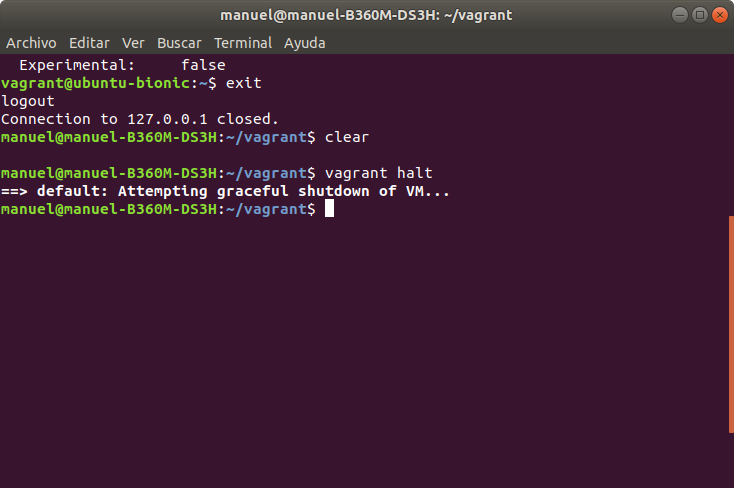 manuel@manuel-B360M-DS3H: ~/vagrant
Archivo Editar Ver Buscar Terminal Ayuda
  Experimental:     false
vagrant@ubuntu-bionic:~$ exit
logout
Connection to 127.0.0.1 closed.
manuel@manuel-B360M-DS3H:~/vagrant$ clear
manuel@manuel-B360M-DS3H:~/vagrant$ vagrant halt
==> default: Attempting graceful shutdown of VM...
manuel@manuel-B360M-DS3H:~/vagrant$